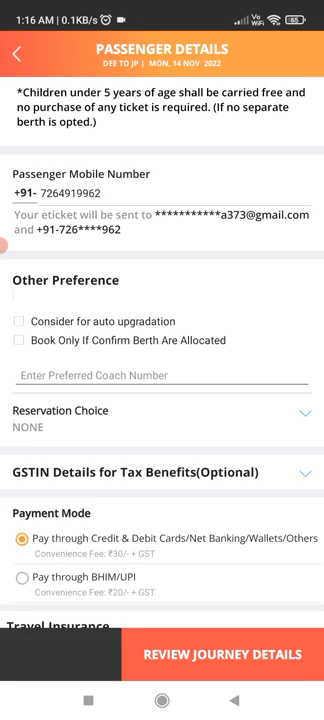 1:16 AM | 0.1KB/s
Vo WiFi 65
PASSENGER DETAILS
DEE TO JP | MON, 14 NOV 2022
*Children under 5 years of age shall be carried free and
no purchase of any ticket is required. (If no separate
berth is opted.)
Passenger Mobile Number
+91- 7264919962
Your eticket will be sent to ***********a373@gmail.com
and +91-726****962
Other Preference
Consider for auto upgradation
Book Only If Confirm Berth Are Allocated
Enter Preferred Coach Number
Reservation Choice
NONE
GSTIN Details for Tax Benefits(Optional)
Payment Mode
Pay through Credit & Debit Cards/Net Banking/Wallets/Others
Convenience Fee: ₹30/- + GST
Pay through BHIM/UPI
Convenience Fee: ₹20/- + GST
Travel Insurance
REVIEW JOURNEY DETAILS